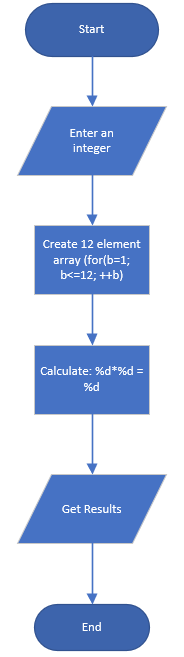 Start
Enter an
integer
Create 12 element
array (for(b=1;
b<=12; ++b)
Calculate: %d*%d =
%d
Get Results
End